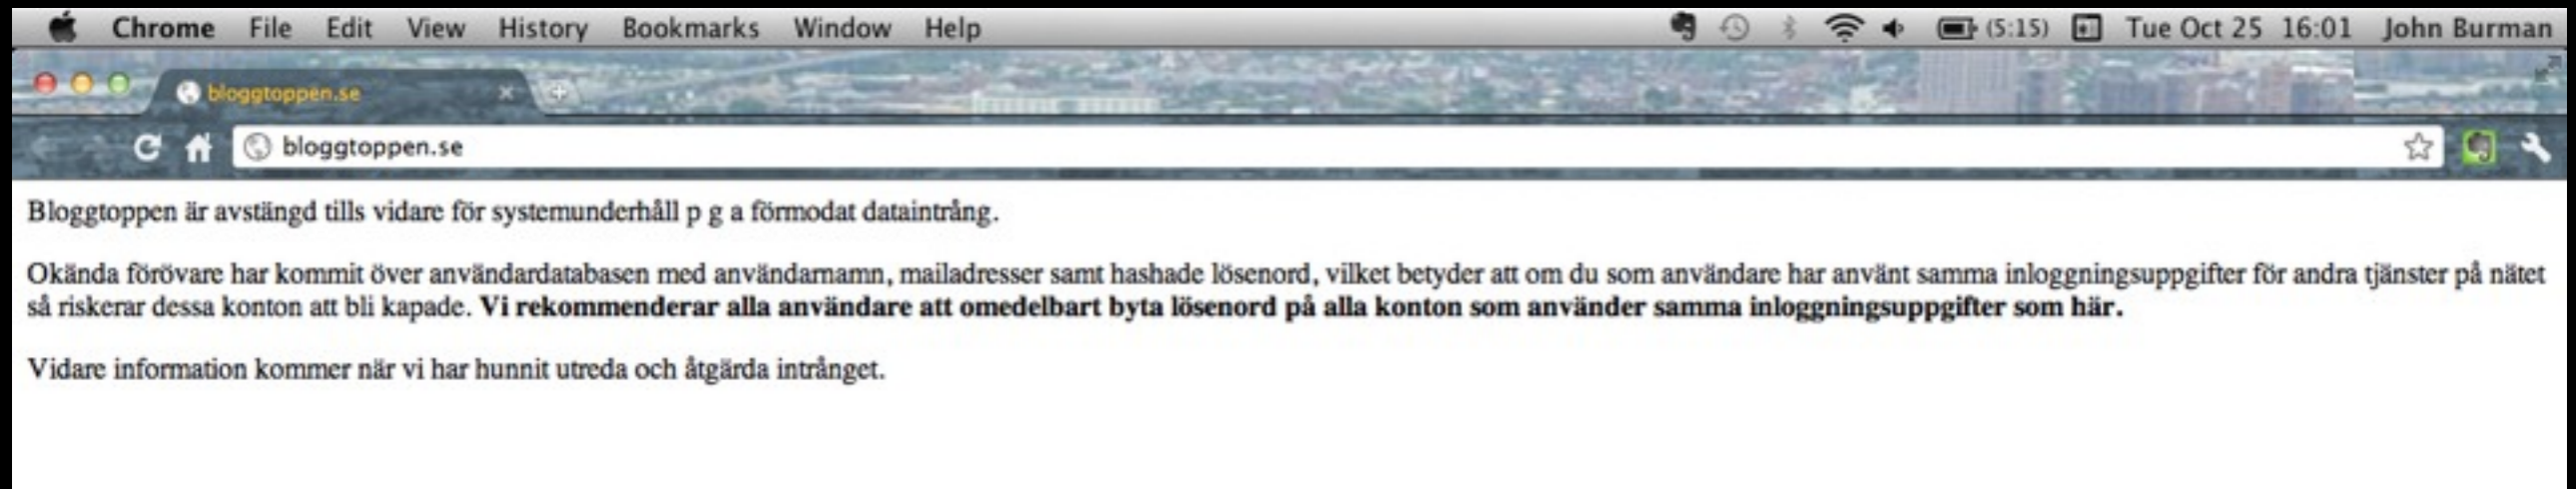 Chrome File Edit View History Bookmarks Window Help (5:15) Tue Oct 25 16:01 John Burman
bloggtoppen.se
bloggtoppen.se
Bloggtoppen är avstängd tills vidare för systemunderhåll p g a förmodat dataintrång.
Okända förövare har kommit över användardatabasen med användarnamn, mailadresser samt hashade lösenord, vilket betyder att om du som användare har använt samma inloggningsuppgifter för andra tjänster på nätet
så riskerar dessa konton att bli kapade. Vi rekommenderar alla användare att omedelbart byta lösenord på alla konton som använder samma inloggningsuppgifter som här.
Vidare information kommer när vi har hunnit utreda och åtgärda intrånget.